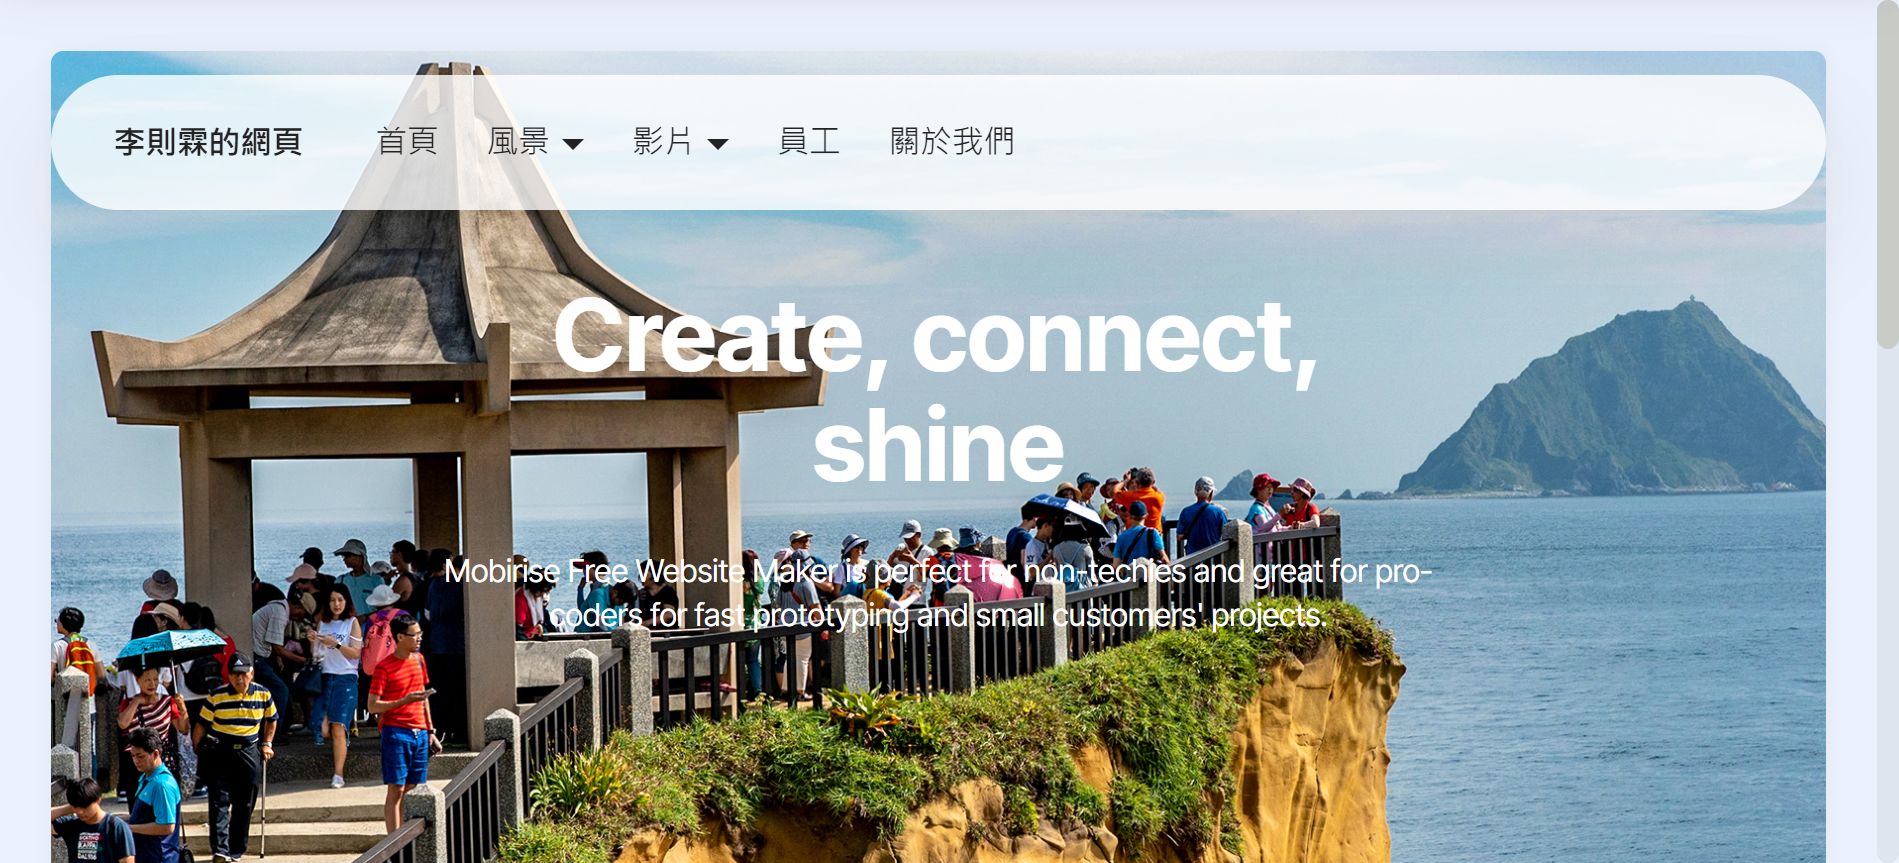 李則霖的網頁 首頁 風景 影片 員工 關於我們
Create, connect,
shine
Mobirise Free Website Maker is perfect for non-techies and great for pro-
coders for fast prototyping and small customers' projects.